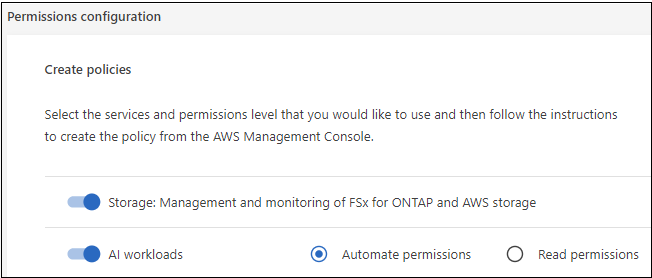 Permissions configuration
Create policies
Select the services and permissions level that you would like to use and then follow the instructions
to create the policy from the AWS Management Console.
Storage: Management and monitoring of FSx for ONTAP and AWS storage
AI workloads Automate permissions Read permissions